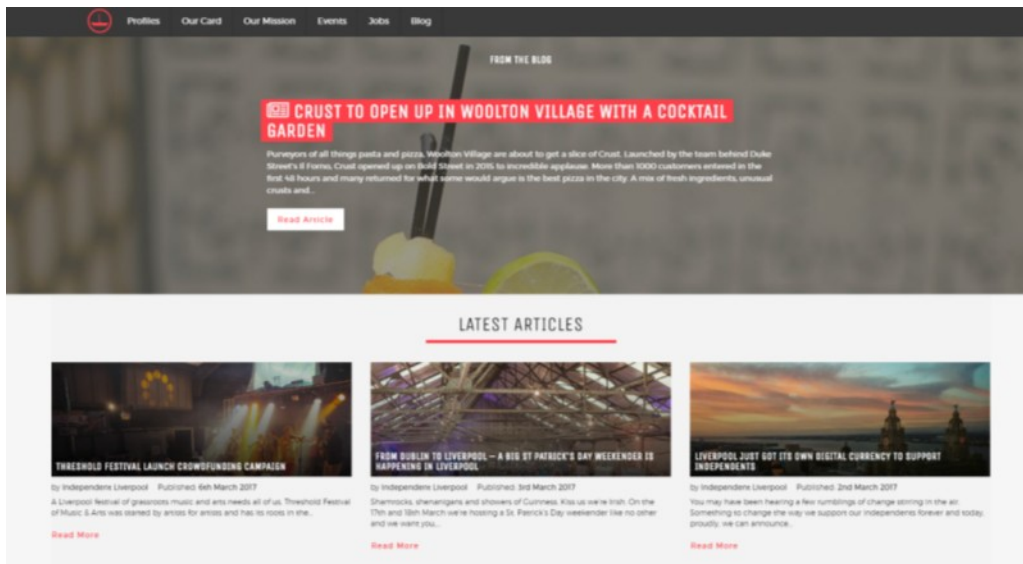 Profiles Our Card Our Mission Events Jobs Blog
FROM THE BLOG
CRUST TO OPEN UP IN WOOLTON VILLAGE WITH A COCKTAIL
GARDEN
Purveyors of all things pasta and pizza, Woolton Village are about to get a slice of Crust. Launched by the team behind Duke
Street's Il Forno, Crust opened up on Bold Street in 2015 to incredible applause. More than 1000 customers entered in the
first 48 hours and many returned for what some would argue is the best pizza in the city. A mix of fresh ingredients, unusual
crusts and...
Read Article
LATEST ARTICLES
THRESHOLD FESTIVAL LAUNCH CROWDFUNDING CAMPAIGN
by Independent Liverpool Published: 6th March 2017
A Liverpool festival of grassroots music and arts needs all of us. Threshold Festival
of Music & Arts was started by artists for artists and has its roots in the...
Read More
FROM DUBLIN TO LIVERPOOL – A BIG ST PATRICK'S DAY WEEKENDER IS
HAPPENING IN LIVERPOOL
by Independent Liverpool Published: 3rd March 2017
Shamrocks, shenanigans and showers of Guinness. Kiss us we're Irish. On the
17th and 18th March we're hosting a St. Patrick's Day weekender like no other
and we want you...
Read More
LIVERPOOL JUST GOT ITS OWN DIGITAL CURRENCY TO SUPPORT
INDEPENDENTS
by Independent Liverpool Published: 2nd March 2017
You may have been hearing a few rumblings of change stirring in the air.
Something to change the way we support our independents forever and today,
proudly, we can announce...
Read More